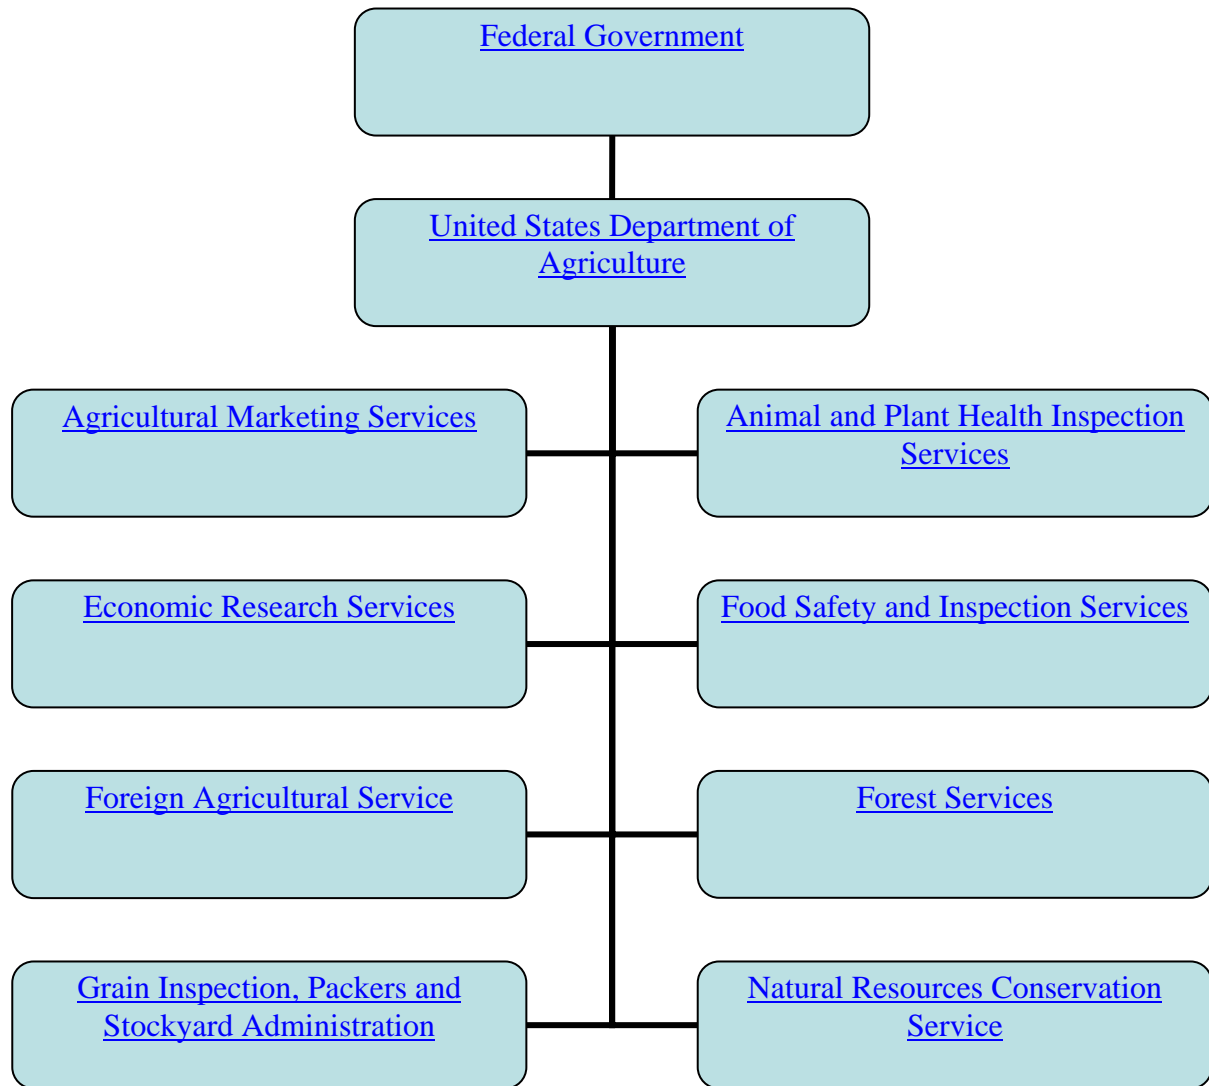 Federal Government
United States Department of
Agriculture
Agricultural Marketing Services
Animal and Plant Health Inspection
Services
Economic Research Services
Food Safety and Inspection Services
Foreign Agricultural Service
Forest Services
Grain Inspection, Packers and
Stockyard Administration
Natural Resources Conservation
Service